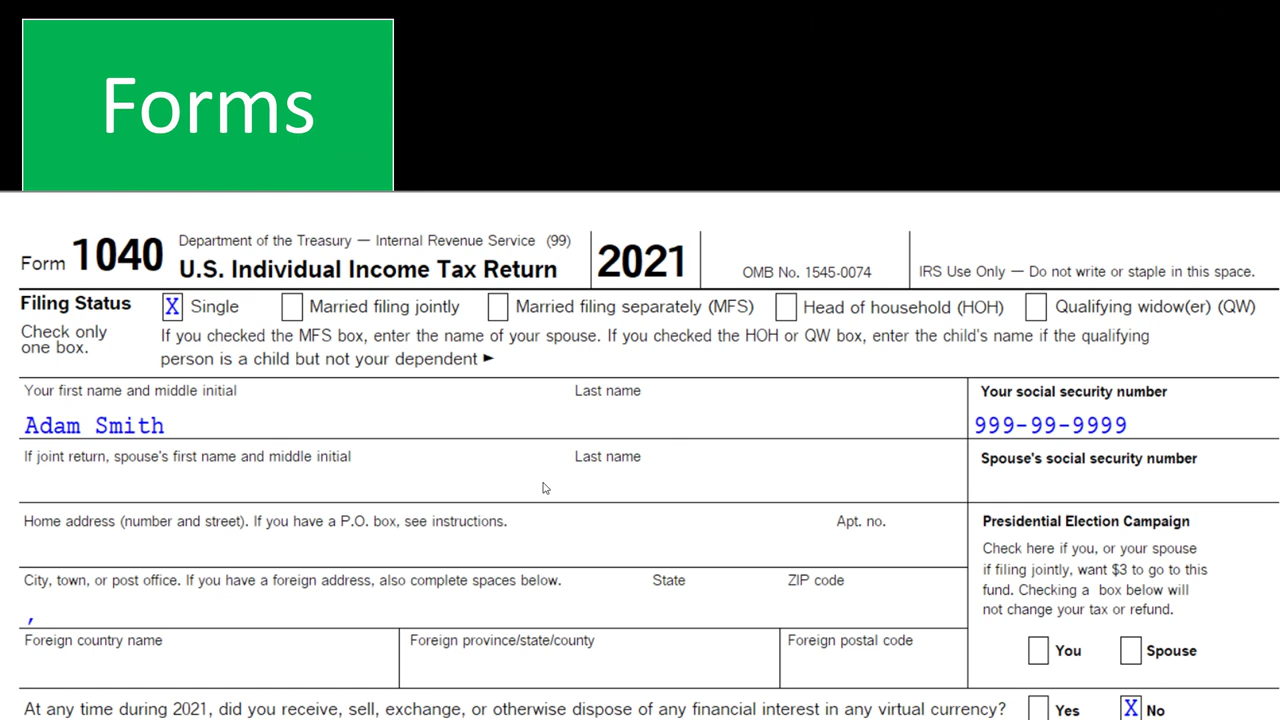 Forms
Form 1040 Department of the Treasury — Internal Revenue Service (99)
U.S. Individual Income Tax Return 2021 OMB No. 1545-0074 IRS Use Only — Do not write or staple in this space.
Filing Status X Single Married filing jointly Married filing separately (MFS) Head of household (HOH) Qualifying widow(er) (QW)
Check only one box.
If you checked the MFS box, enter the name of your spouse. If you checked the HOH or QW box, enter the child's name if the qualifying
person is a child but not your dependent ►
Your first name and middle initial Last name Your social security number
Adam Smith 999-99-9999
If joint return, spouse's first name and middle initial Last name Spouse's social security number
Home address (number and street). If you have a P.O. box, see instructions. Apt. no. Presidential Election Campaign
Check here if you, or your spouse
if filing jointly, want $3 to go to this
fund. Checking a box below will
not change your tax or refund.
City, town, or post office. If you have a foreign address, also complete spaces below. State ZIP code
,
Foreign country name Foreign province/state/county Foreign postal code
You Spouse
At any time during 2021, did you receive, sell, exchange, or otherwise dispose of any financial interest in any virtual currency? Yes X No